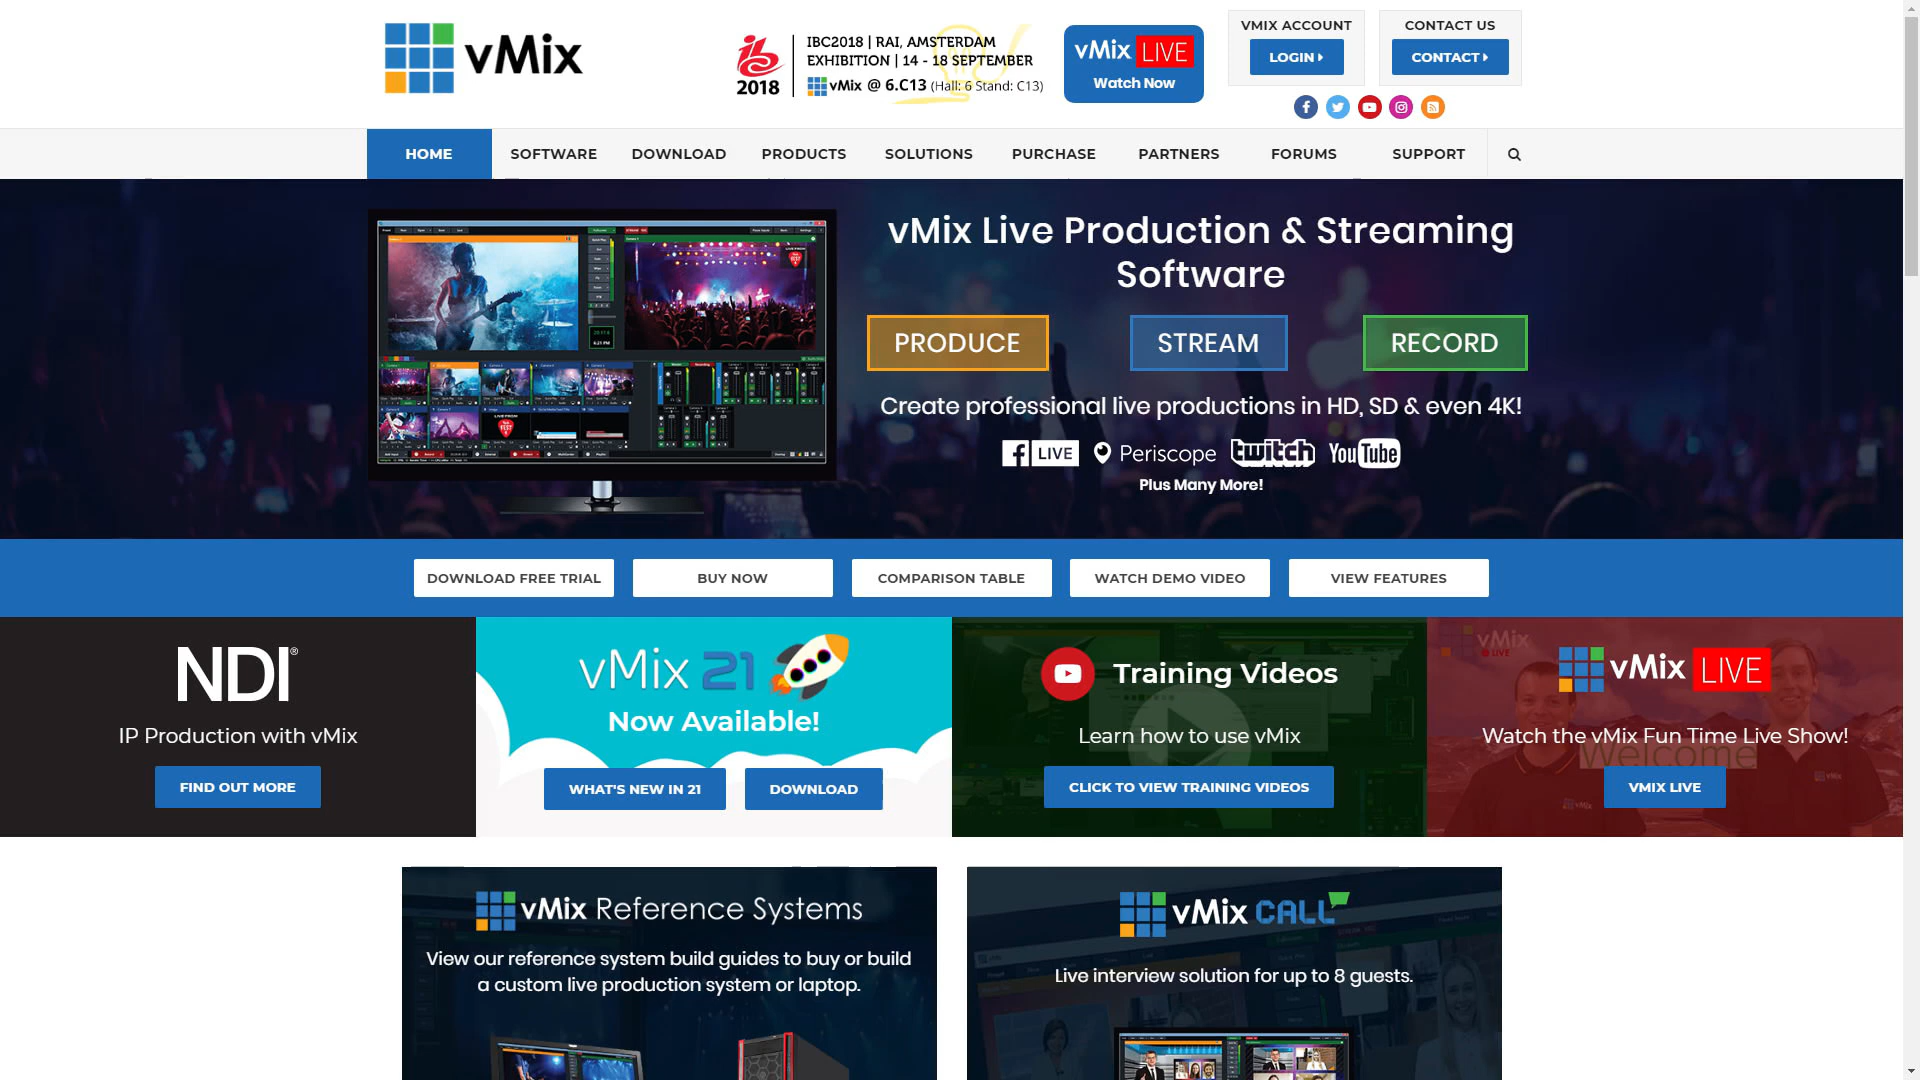 vMix
2018
IBC2018 | RAI, AMSTERDAM
EXHIBITION | 14 - 18 SEPTEMBER
vMix @ 6.C13 (Hall: 6 Stand: C13)
vMix LIVE
Watch Now
VMIX ACCOUNT
LOGIN
CONTACT US
CONTACT
HOME
SOFTWARE
DOWNLOAD
PRODUCTS
SOLUTIONS
PURCHASE
PARTNERS
FORUMS
SUPPORT
vMix Live Production & Streaming
Software
PRODUCE
STREAM
RECORD
Create professional live productions in HD, SD & even 4K!
LIVE
Periscope
twitch
YouTube
Plus Many More!
DOWNLOAD FREE TRIAL
BUY NOW
COMPARISON TABLE
WATCH DEMO VIDEO
VIEW FEATURES
NDI®
IP Production with vMix
FIND OUT MORE
vMix 21
Now Available!
WHAT'S NEW IN 21
DOWNLOAD
Training Videos
Learn how to use vMix
CLICK TO VIEW TRAINING VIDEOS
vMix LIVE
Watch the vMix Fun Time Live Show!
Welcome
VMIX LIVE
vMix Reference Systems
View our reference system build guides to buy or build
a custom live production system or laptop.
vMix CALL
Live interview solution for up to 8 guests.